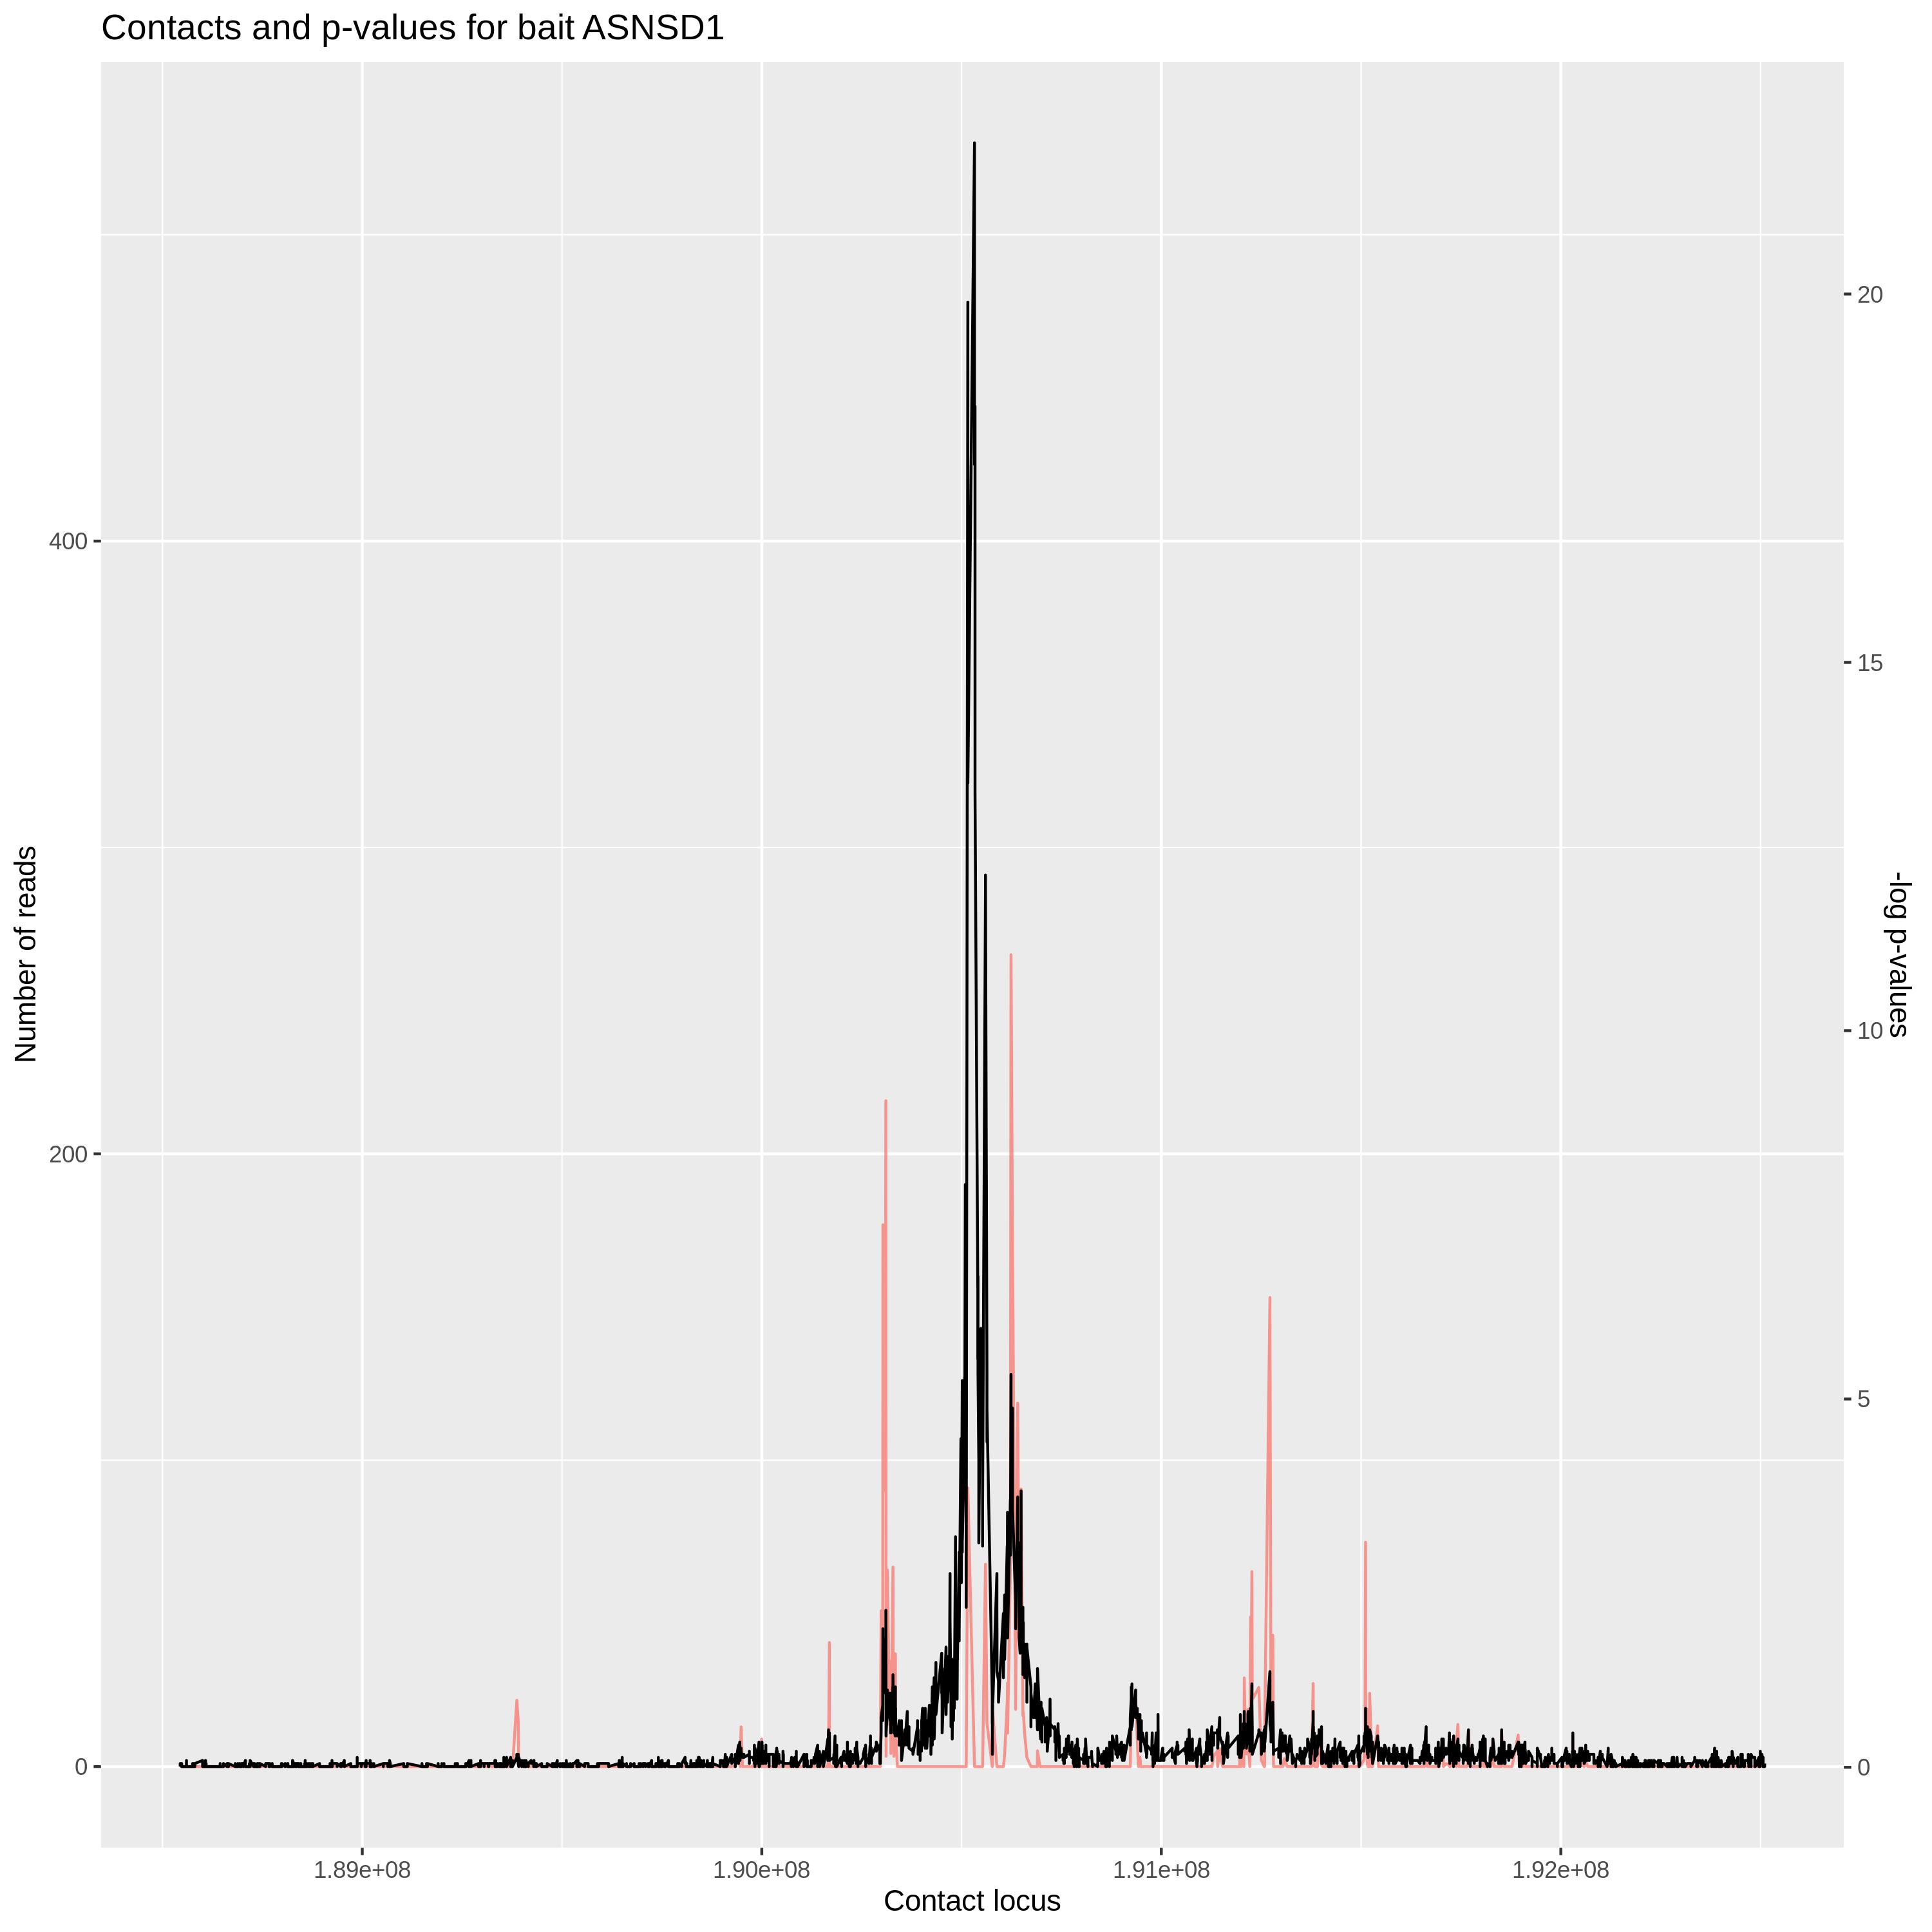 Contacts and p-values for bait ASNSD1
400
200
0
Number of reads
20
15
10
5
0
-log p-values
1.89e+08
1.90e+08
1.91e+08
1.92e+08
Contact locus